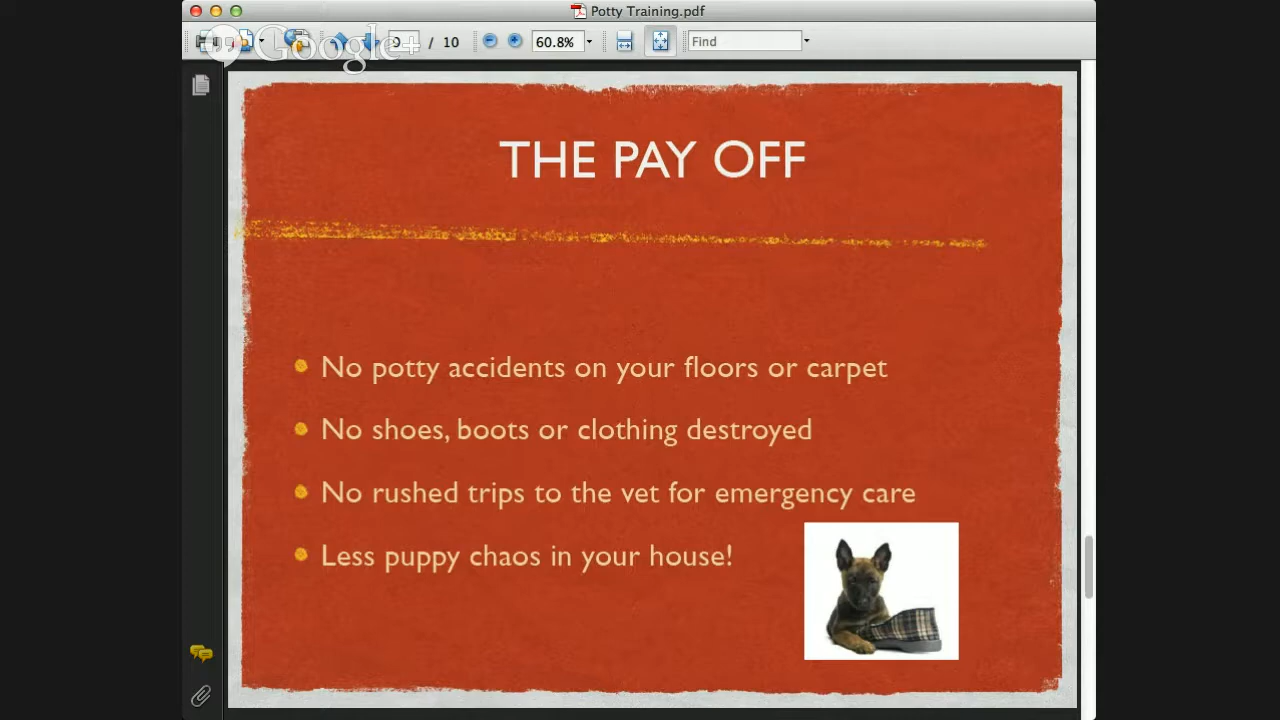 Potty Training.pdf
Google+
9 / 10
60.8%
Find
THE PAY OFF
No potty accidents on your floors or carpet
No shoes, boots or clothing destroyed
No rushed trips to the vet for emergency care
Less puppy chaos in your house!